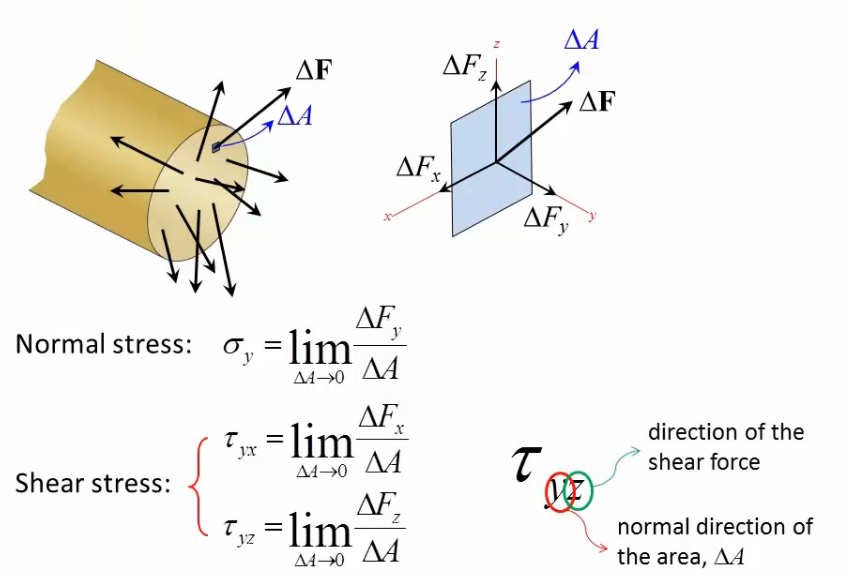 ΔF
ΔA
z
ΔA
ΔF_z
ΔF
ΔF_x
x
ΔF_y
y
Normal stress: σ_y = lim_{ΔA→0} ΔF_y / ΔA
Shear stress:
τ_yx = lim_{ΔA→0} ΔF_x / ΔA
τ_yz = lim_{ΔA→0} ΔF_z / ΔA
τ_yz
direction of the
shear force
normal direction of
the area, ΔA